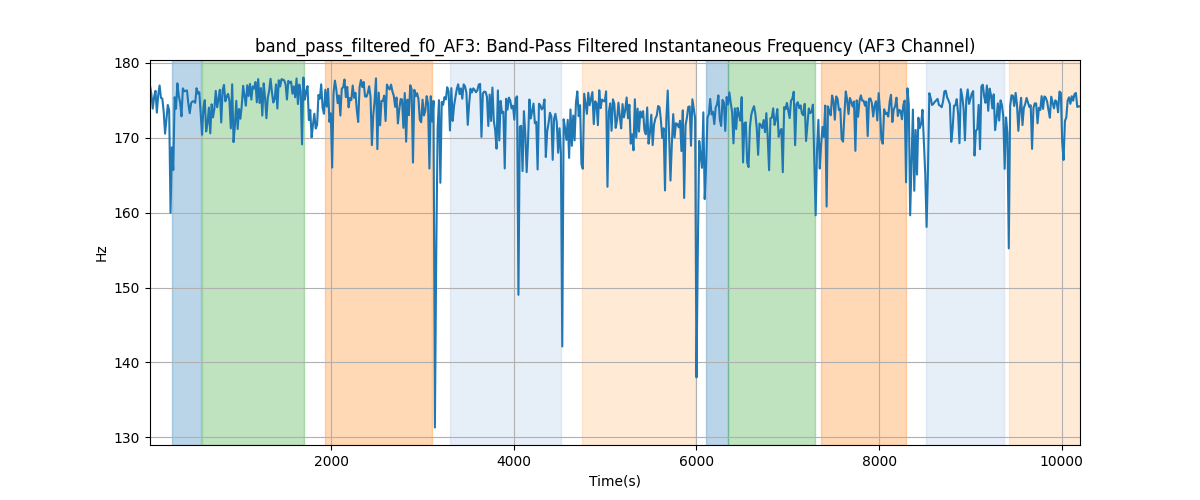 band_pass_filtered_f0_AF3: Band-Pass Filtered Instantaneous Frequency (AF3 Channel)
180
170
160
150
140
130
Hz
2000 4000 6000 8000 10000
Time(s)